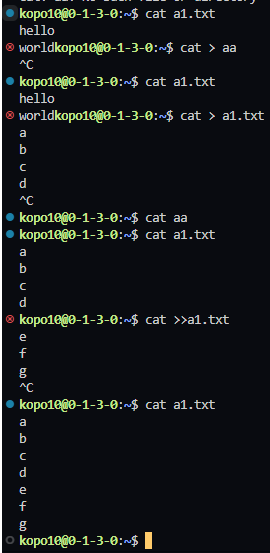 kopo10@0-1-3-0:~$ cat a1.txt
hello
worldkopo10@0-1-3-0:~$ cat > aa
^C
kopo10@0-1-3-0:~$ cat a1.txt
hello
worldkopo10@0-1-3-0:~$ cat > a1.txt
a
b
c
d
^C
kopo10@0-1-3-0:~$ cat aa
kopo10@0-1-3-0:~$ cat a1.txt
a
b
c
d
kopo10@0-1-3-0:~$ cat >>a1.txt
e
f
g
^C
kopo10@0-1-3-0:~$ cat a1.txt
a
b
c
d
e
f
g
kopo10@0-1-3-0:~$